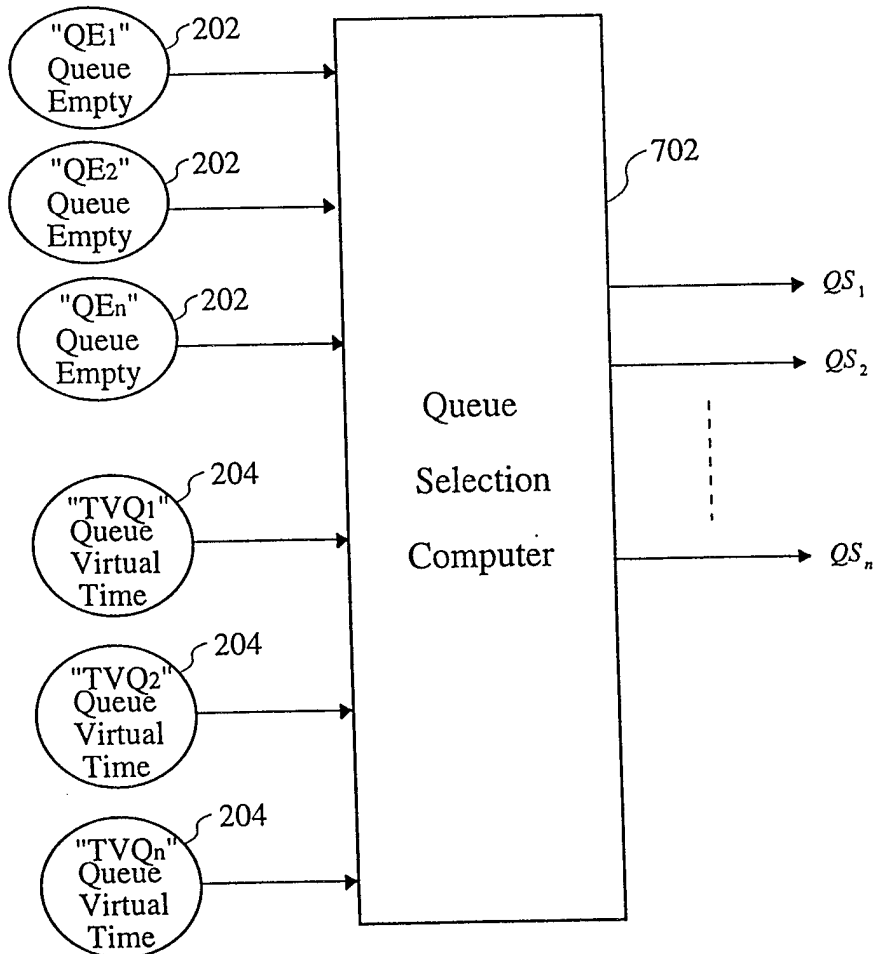 "QE1"
Queue
Empty
202
"QE2"
Queue
Empty
202
"QEn"
Queue
Empty
202
"TVQ1"
Queue
Virtual
Time
204
"TVQ2"
Queue
Virtual
Time
204
"TVQn"
Queue
Virtual
Time
204
Queue
Selection
Computer
702
QS1
QS2
QSn